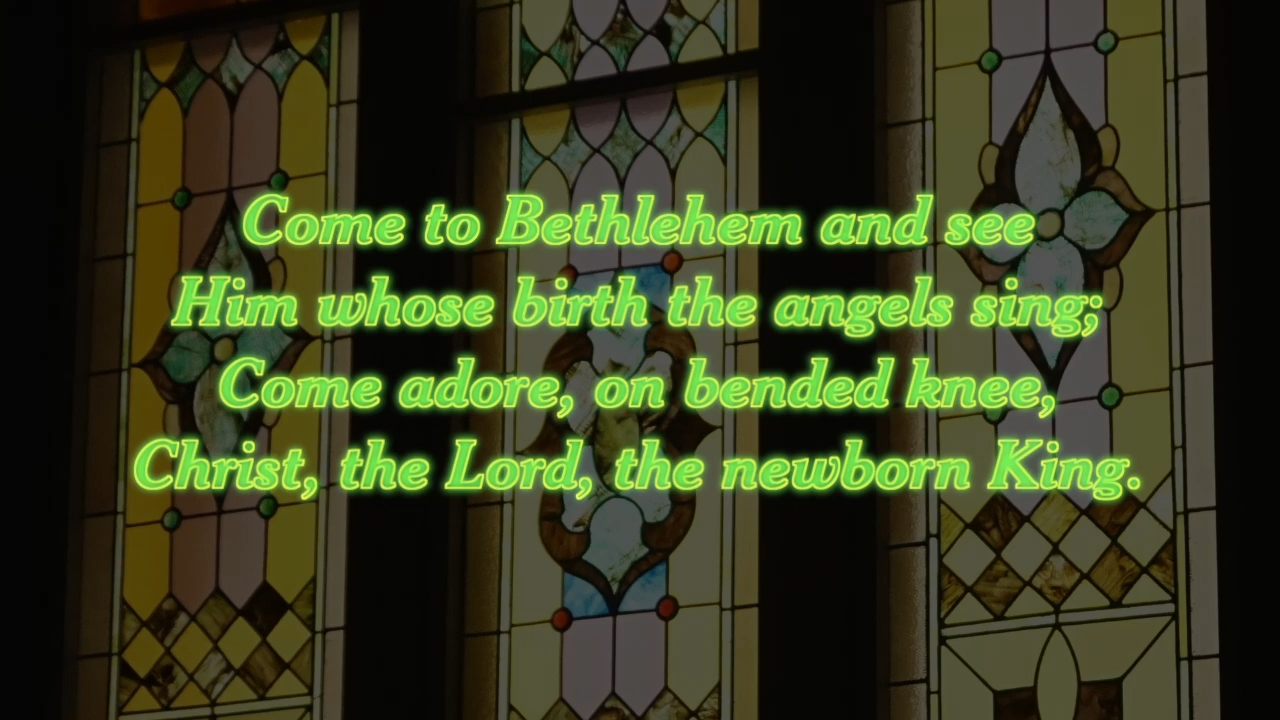 Come to Bethlehem and see
Him whose birth the angels sing;
Come adore, on bended knee,
Christ, the Lord, the newborn King.